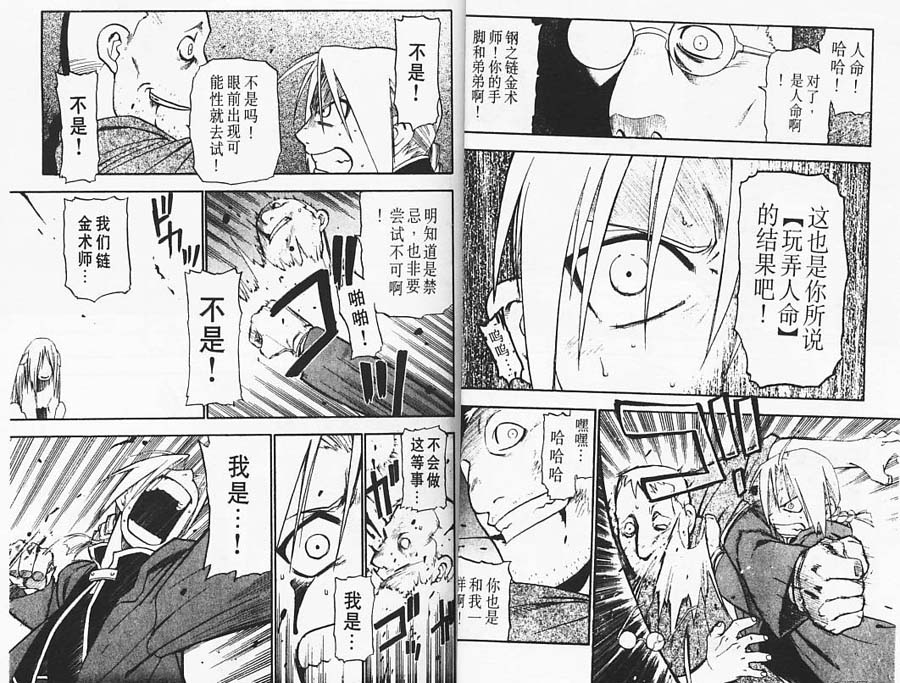 人命!
哈哈!
对了,
是人命啊
钢之链金术
师!你的手
脚和弟弟啊!
这也是你所说
【玩弄人命】
的结果吧!
呜呜…
嘿嘿…
哈哈哈
你也是
和我一
样啊!
不是!
不是吗!
眼前出现可
能性就去试!
不是!
明知道是禁
忌,也非要
尝试不可啊
!
啪啪!
不是!
我们链
金术师…
不会做
这等事…
我是…
我是…!